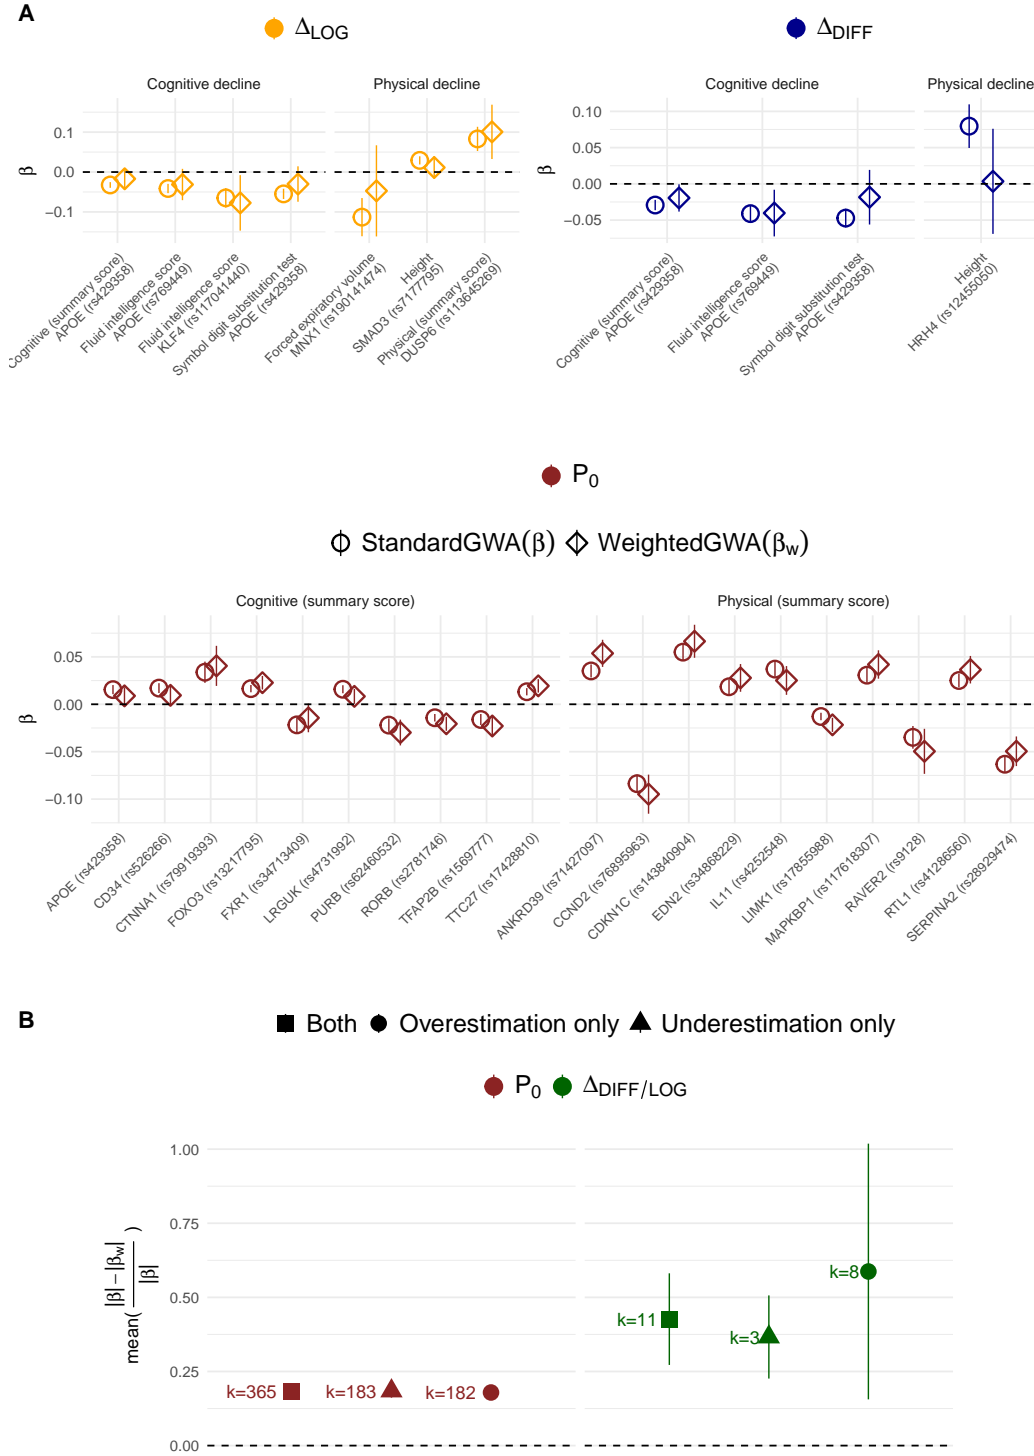 A
Δ_LOG
Δ_DIFF
Cognitive decline
Physical decline
Cognitive decline
Physical decline
β
0.1
0.0
−0.1
β
0.10
0.05
0.00
−0.05
Cognitive (summary score)
APOE (rs429358)
Fluid intelligence score
APOE (rs769449)
Fluid intelligence score
KLF4 (rs117041440)
Symbol digit substitution test
APOE (rs429358)
Forced expiratory volume
MNX1 (rs190141474)
Height
SMAD3 (rs7177795)
Physical (summary score)
DUSP6 (rs113645269)
Cognitive (summary score)
APOE (rs429358)
Fluid intelligence score
APOE (rs769449)
Symbol digit substitution test
APOE (rs429358)
Height
HRH4 (rs12455050)
P_0
StandardGWA(β) WeightedGWA(β_w)
Cognitive (summary score)
Physical (summary score)
β
0.05
0.00
−0.05
−0.10
APOE (rs429358)
CD34 (rs526266)
CTNNA1 (rs79919393)
FOXO3 (rs13217795)
FXR1 (rs34713409)
LRGUK (rs4731992)
PURB (rs62460532)
RORB (rs2781746)
TFAP2B (rs1569777)
TTC27 (rs17428810)
ANKRD39 (rs71427097)
CCND2 (rs76895963)
CDKN1C (rs143840904)
EDN2 (rs34868229)
IL11 (rs4252548)
LIMK1 (rs17855988)
MAPKBP1 (rs117618307)
RAVER2 (rs9128)
RTL1 (rs41286560)
SERPINA2 (rs28929474)
B
Both Overestimation only Underestimation only
P_0 Δ_DIFF/LOG
mean(|β| − |β_w| / |β|)
1.00
0.75
0.50
0.25
0.00
k=365
k=183
k=182
k=11
k=3
k=8